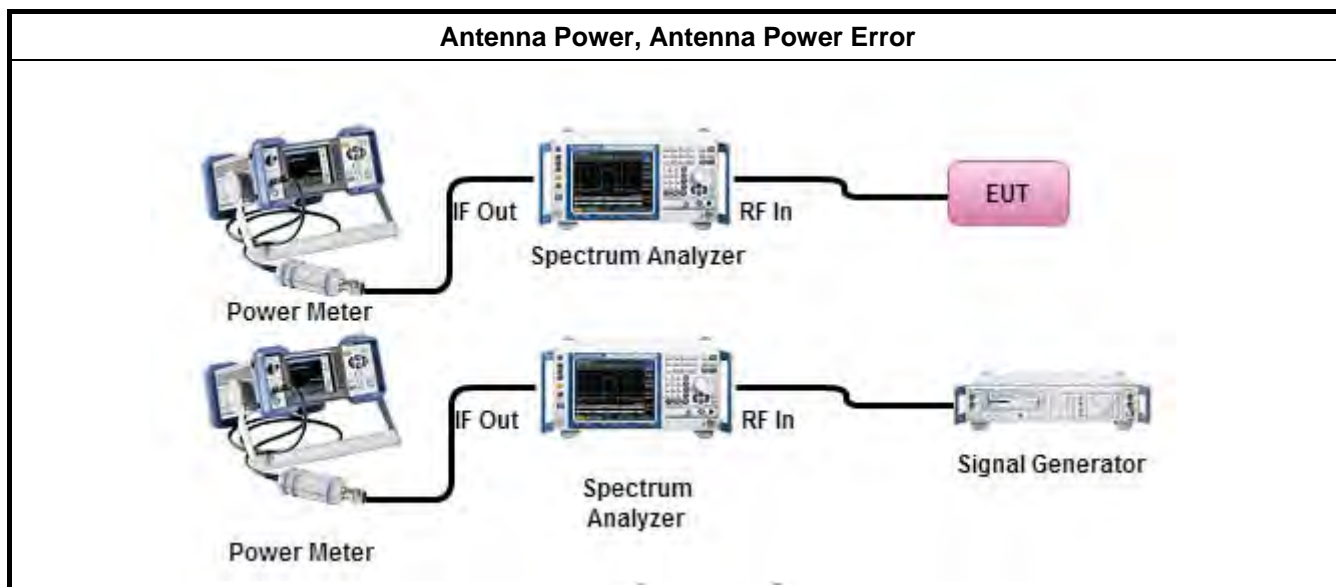 Antenna Power, Antenna Power Error
IF Out
RF In
EUT
Spectrum Analyzer
Power Meter
IF Out
RF In
Signal Generator
Spectrum
Analyzer
Power Meter